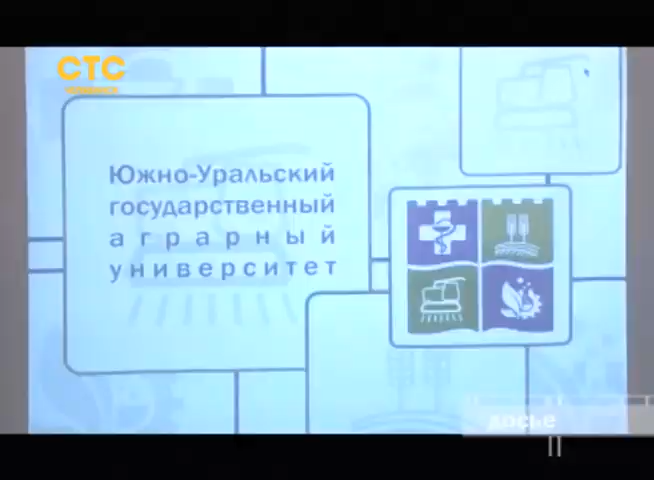 СТС
Южно-Уральский
государственный
аграрный
университет
досье